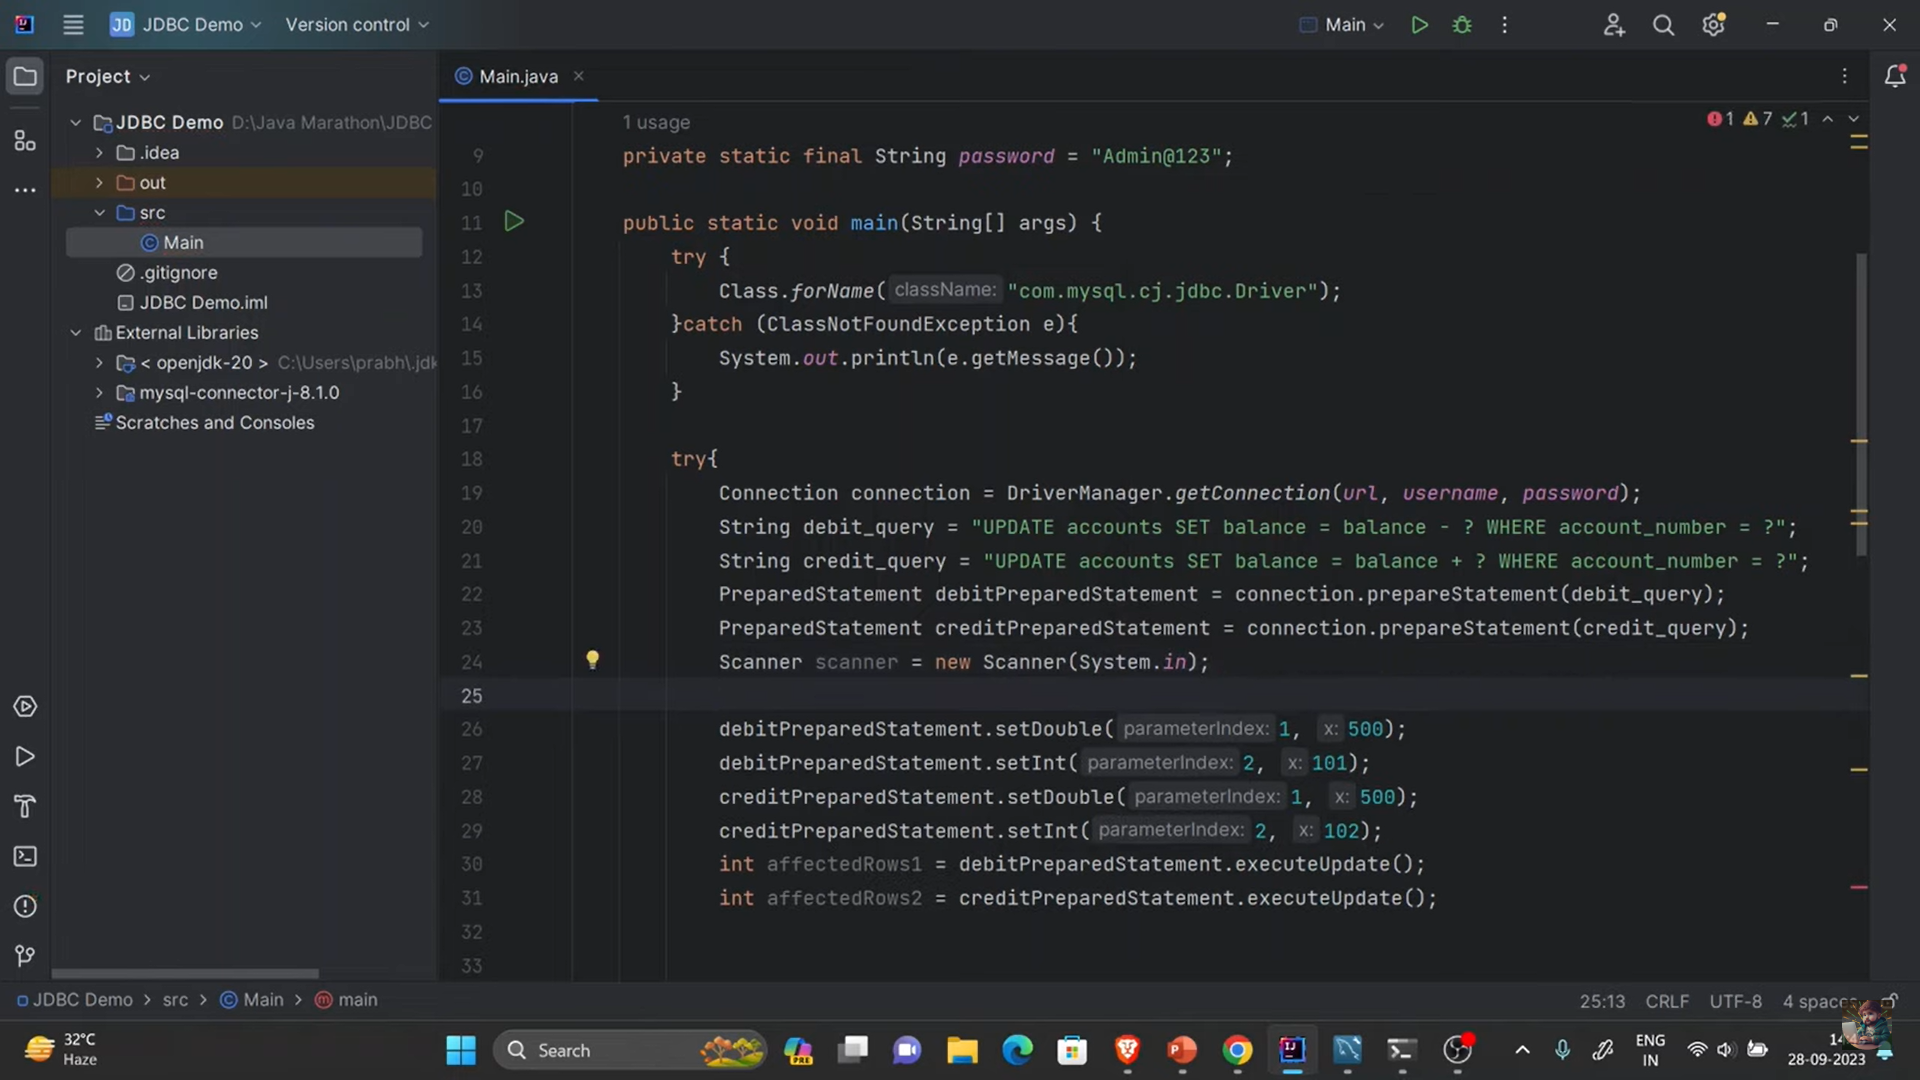 JD JDBC Demo Version control Main
Project
Main.java
JDBC Demo D:\Java Marathon\JDBC
.idea
out
src
Main
.gitignore
JDBC Demo.iml
External Libraries
< openjdk-20 > C:\Users\prabh\.jdk
mysql-connector-j-8.1.0
Scratches and Consoles
1 7 1
1 usage
9 private static final String password = "Admin@123";
10
11 public static void main(String[] args) {
12 try {
13 Class.forName( className: "com.mysql.cj.jdbc.Driver");
14 }catch (ClassNotFoundException e){
15 System.out.println(e.getMessage());
16 }
17
18 try{
19 Connection connection = DriverManager.getConnection(url, username, password);
20 String debit_query = "UPDATE accounts SET balance = balance - ? WHERE account_number = ?";
21 String credit_query = "UPDATE accounts SET balance = balance + ? WHERE account_number = ?";
22 PreparedStatement debitPreparedStatement = connection.prepareStatement(debit_query);
23 PreparedStatement creditPreparedStatement = connection.prepareStatement(credit_query);
24 Scanner scanner = new Scanner(System.in);
25
26 debitPreparedStatement.setDouble( parameterIndex: 1, x: 500);
27 debitPreparedStatement.setInt( parameterIndex: 2, x: 101);
28 creditPreparedStatement.setDouble( parameterIndex: 1, x: 500);
29 creditPreparedStatement.setInt( parameterIndex: 2, x: 102);
30 int affectedRows1 = debitPreparedStatement.executeUpdate();
31 int affectedRows2 = creditPreparedStatement.executeUpdate();
32
33
JDBC Demo > src > Main > main
25:13 CRLF UTF-8 4 spaces
32°C
Haze
Search
PRE
ENG
IN
28-09-2023